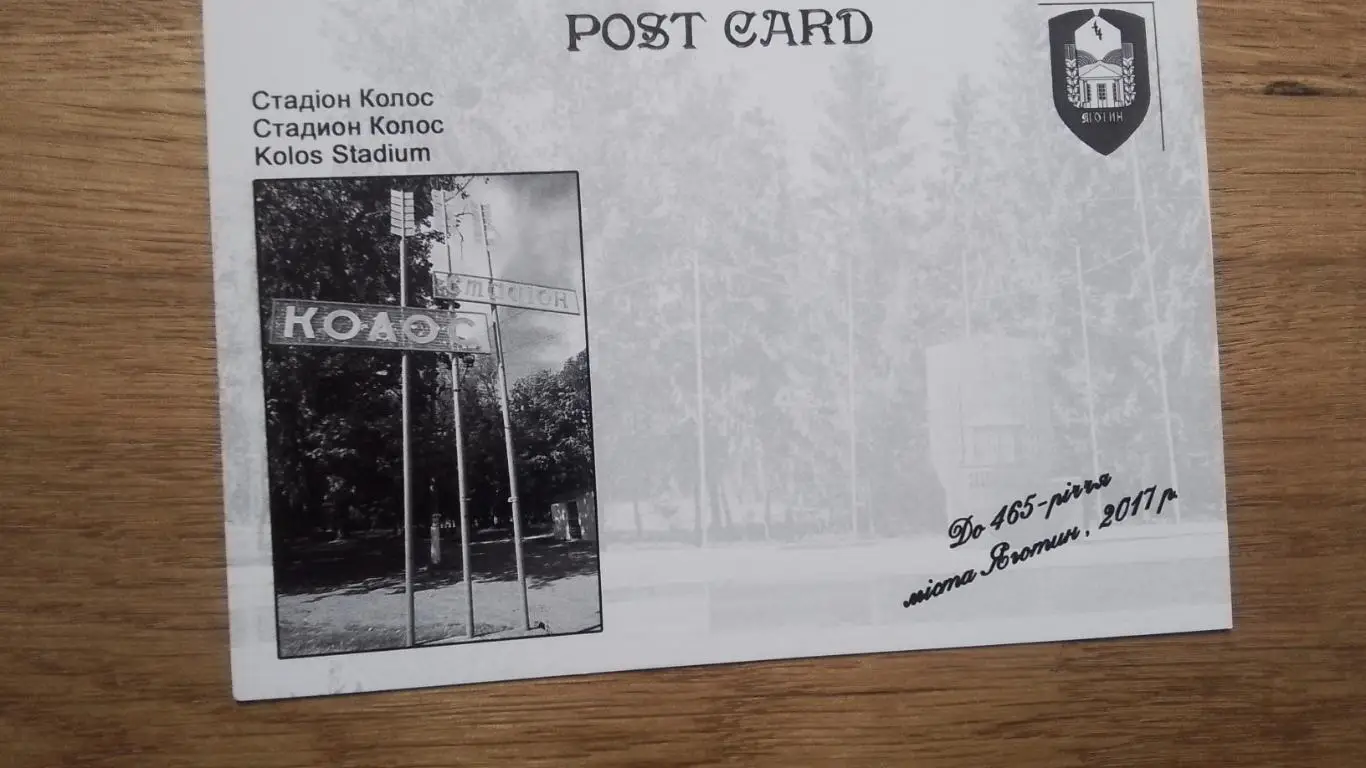 POST CARD
ЯГОТИН
Стадіон Колос
Стадион Колос
Kolos Stadium
стадіон
КОЛОС
До 465-річчя
міста Яготин, 2017 р.